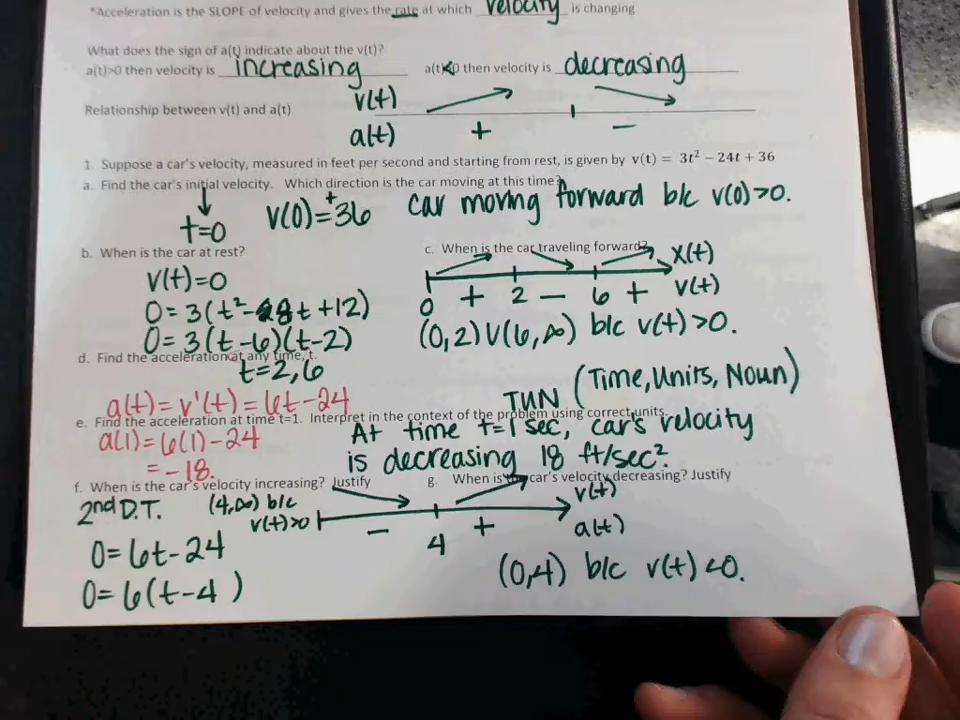 *Acceleration is the SLOPE of velocity and gives the rate at which velocity is changing
What does the sign of a(t) indicate about the v(t)?
a(t)>0 then velocity is increasing a(t)<0 then velocity is decreasing
Relationship between v(t) and a(t)
v(t)
a(t) + −
1. Suppose a car's velocity, measured in feet per second and starting from rest, is given by v(t) = 3t² − 24t + 36
a. Find the car's initial velocity. Which direction is the car moving at this time?
t=0 v(0)=+36 car moving forward b/c v(0)>0.
b. When is the car at rest?
v(t)=0
0=3(t²-8t+12)
0=3(t-6)(t-2)
t=2,6
c. When is the car traveling forward?
x(t)
0 + 2 − 6 + v(t)
(0,2)∪(6,∞) b/c v(t)>0.
d. Find the acceleration at any time, t.
a(t)=v'(t)=6t-24
TUN (Time, Units, Noun)
e. Find the acceleration at time t=1. Interpret in the context of the problem using correct units.
a(1)=6(1)-24
=-18.
At time t=1 sec, car's velocity
is decreasing 18 ft/sec².
f. When is the car's velocity increasing? Justify
2nd D.T. (4,∞) b/c
v(t)>0
0=6t-24
0=6(t-4)
g. When is the car's velocity decreasing? Justify
v(t)
− 4 + a(t)
(0,4) b/c v(t)<0.